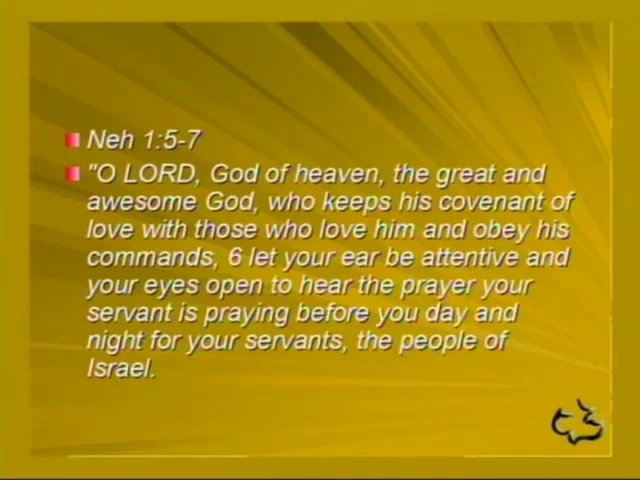 Neh 1:5-7
"O LORD, God of heaven, the great and
awesome God, who keeps his covenant of
love with those who love him and obey his
commands, 6 let your ear be attentive and
your eyes open to hear the prayer your
servant is praying before you day and
night for your servants, the people of
Israel.